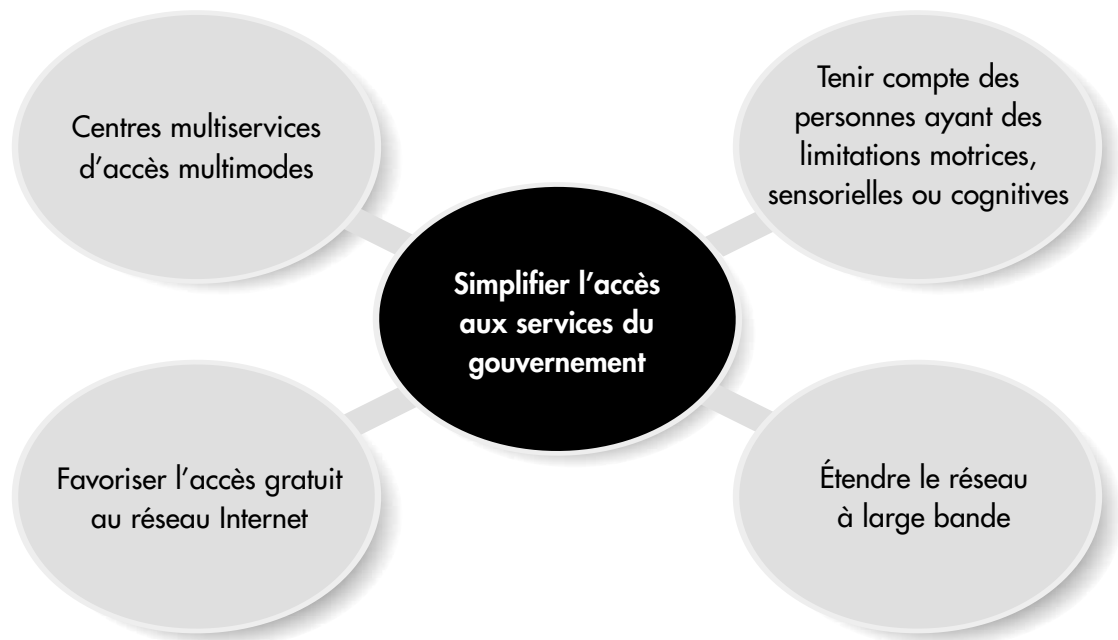 Centres multiservices
d'accès multimodes
Tenir compte des
personnes ayant des
limitations motrices,
sensorielles ou cognitives
Simplifier l'accès
aux services du
gouvernement
Favoriser l'accès gratuit
au réseau Internet
Étendre le réseau
à large bande